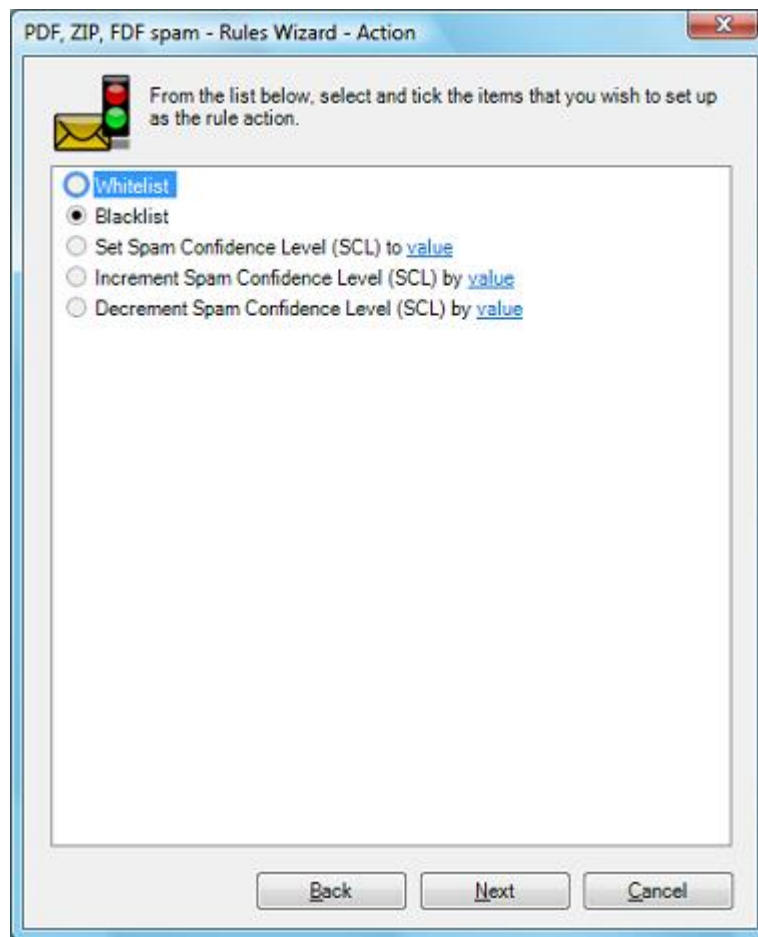 PDF, ZIP, FDF spam - Rules Wizard - Action
From the list below, select and tick the items that you wish to set up
as the rule action.
Whitelist
Blacklist
Set Spam Confidence Level (SCL) to value
Increment Spam Confidence Level (SCL) by value
Decrement Spam Confidence Level (SCL) by value
Back Next Cancel